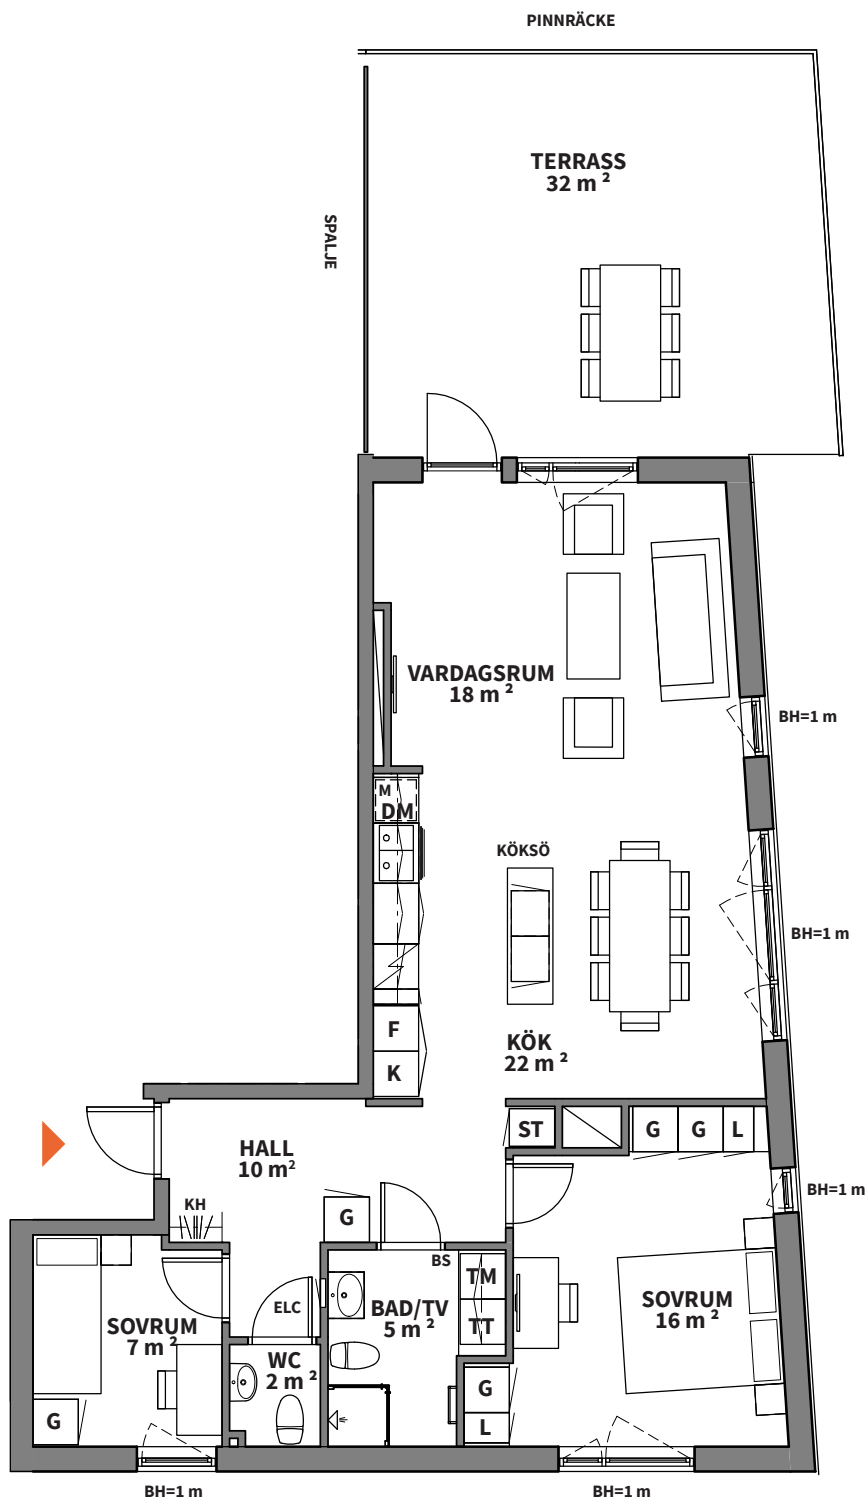 PINNRÄCKE
TERRASS
32 m ²
SPALJE
VARDAGSRUM
18 m ²
BH=1 m
M
DM
KÖKSÖ
BH=1 m
F
KÖK
22 m ²
K
ST
G
G
L
HALL
10 m²
BH=1 m
KH
G
BS
TM
ELC
BAD/TV
5 m ²
TT
SOVRUM
16 m ²
SOVRUM
7 m ²
WC
2 m ²
G
G
L
BH=1 m
BH=1 m